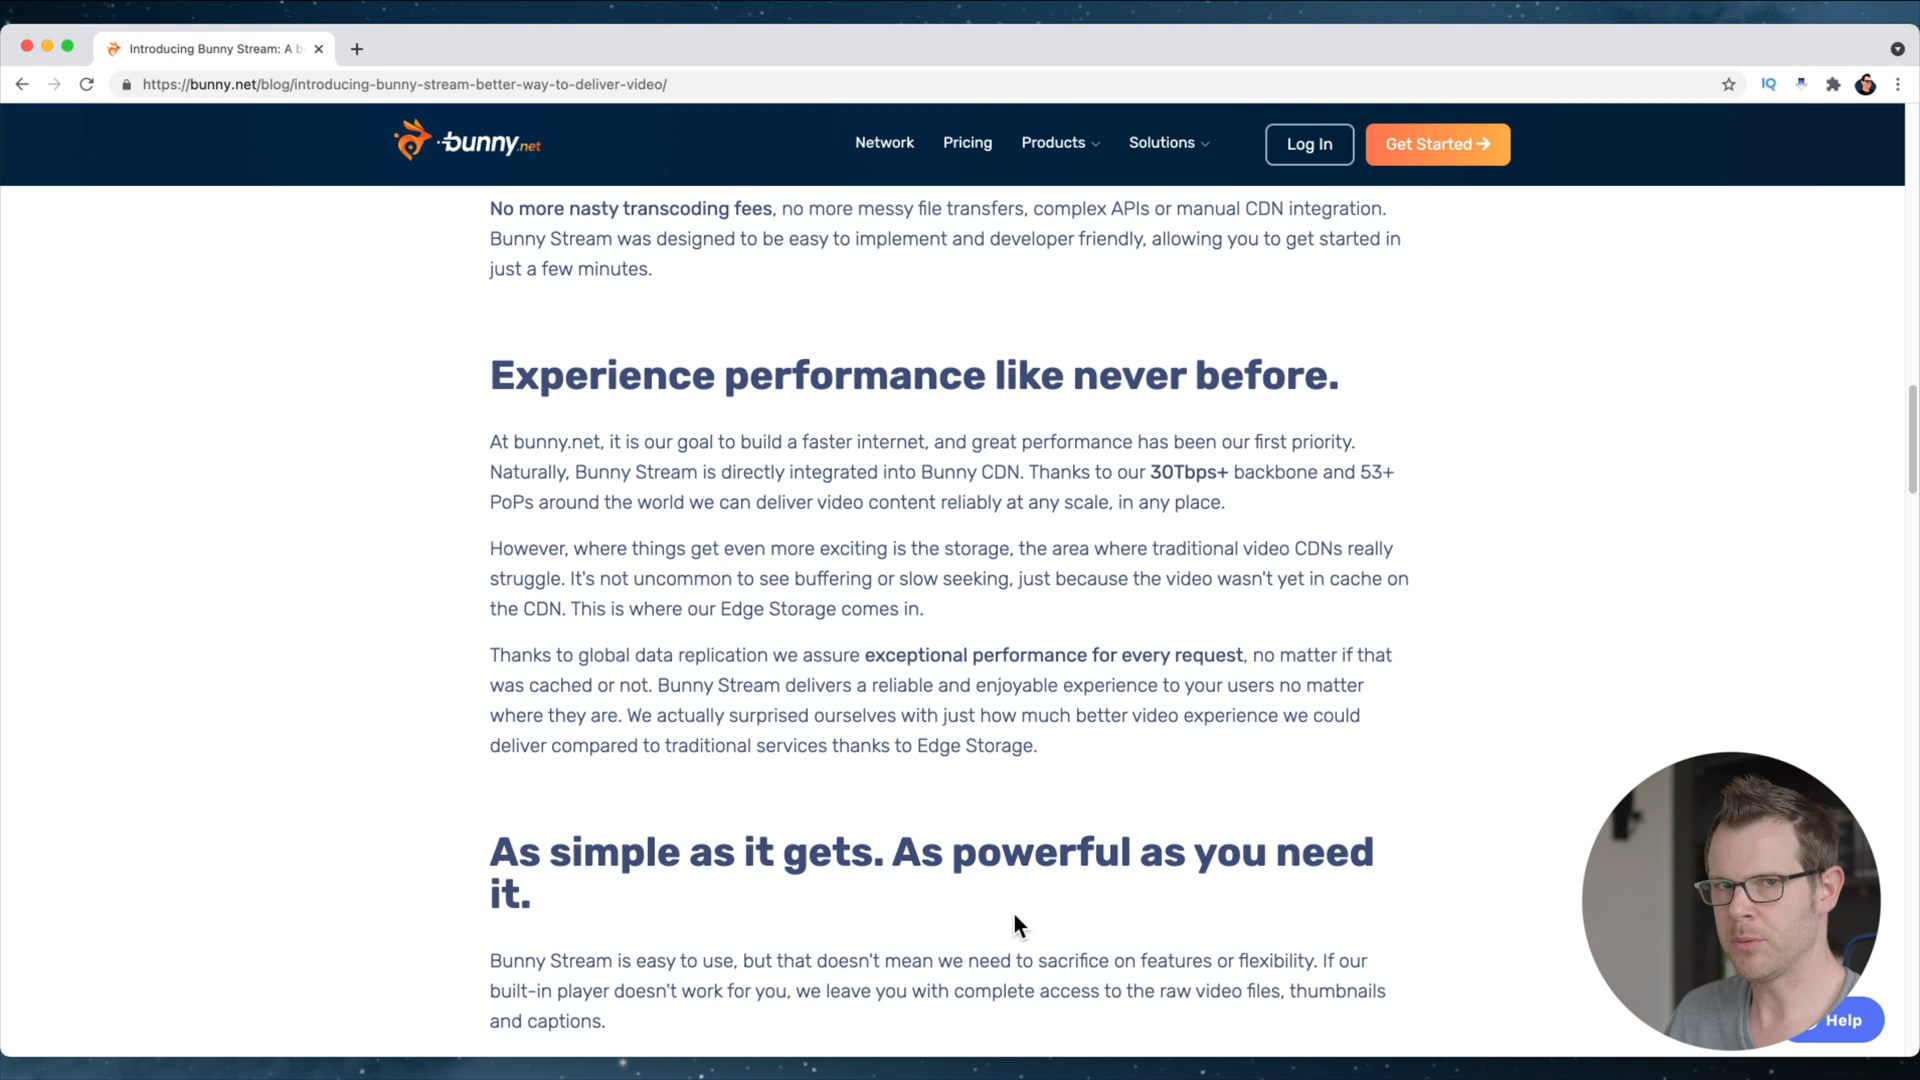 Introducing Bunny Stream: A b
https://bunny.net/blog/introducing-bunny-stream-better-way-to-deliver-video/
IQ
bunny.net
Network
Pricing
Products
Solutions
Log In
Get Started
No more nasty transcoding fees, no more messy file transfers, complex APIs or manual CDN integration.
Bunny Stream was designed to be easy to implement and developer friendly, allowing you to get started in
just a few minutes.
Experience performance like never before.
At bunny.net, it is our goal to build a faster internet, and great performance has been our first priority.
Naturally, Bunny Stream is directly integrated into Bunny CDN. Thanks to our 30Tbps+ backbone and 53+
PoPs around the world we can deliver video content reliably at any scale, in any place.
However, where things get even more exciting is the storage, the area where traditional video CDNs really
struggle. It's not uncommon to see buffering or slow seeking, just because the video wasn't yet in cache on
the CDN. This is where our Edge Storage comes in.
Thanks to global data replication we assure exceptional performance for every request, no matter if that
was cached or not. Bunny Stream delivers a reliable and enjoyable experience to your users no matter
where they are. We actually surprised ourselves with just how much better video experience we could
deliver compared to traditional services thanks to Edge Storage.
As simple as it gets. As powerful as you need
it.
Bunny Stream is easy to use, but that doesn't mean we need to sacrifice on features or flexibility. If our
built-in player doesn't work for you, we leave you with complete access to the raw video files, thumbnails
and captions.
Help